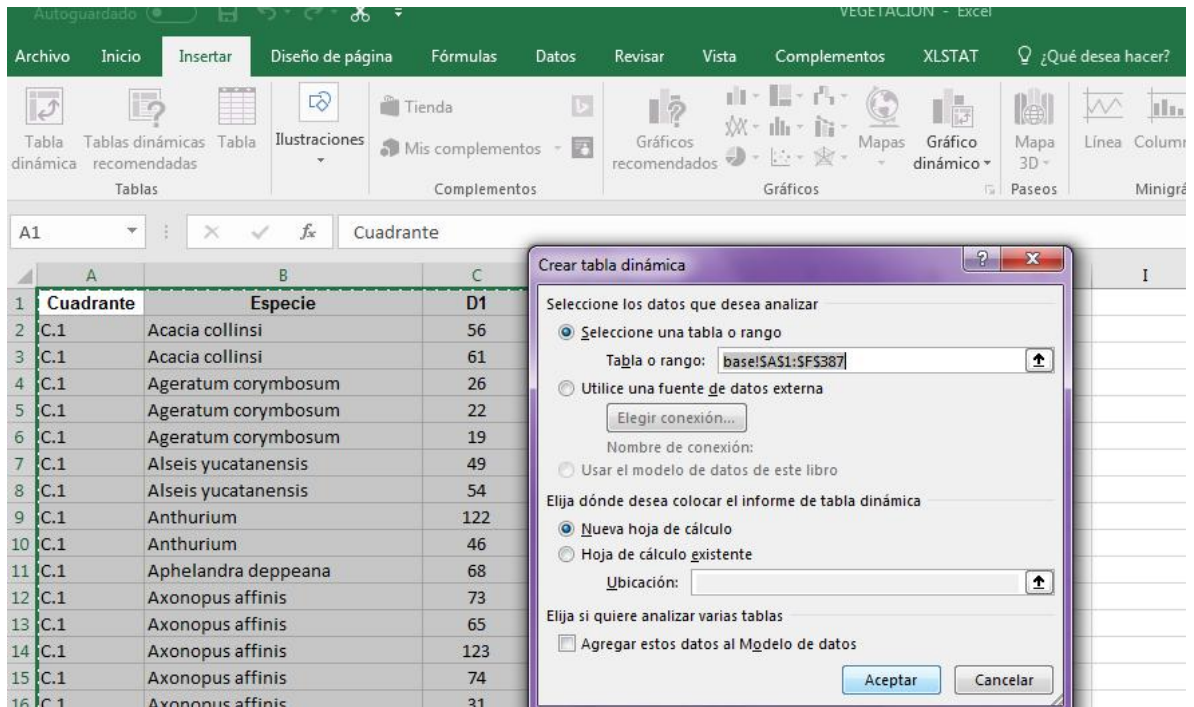 Autoguardado
VEGETACIÓN - Excel
Archivo Inicio Insertar Diseño de página Fórmulas Datos Revisar Vista Complementos XLSTAT ¿Qué desea hacer?
Tabla dinámica
Tablas dinámicas recomendadas
Tabla
Ilustraciones
Tienda
Mis complementos
Gráficos recomendados
Mapas
Gráfico dinámico
Mapa 3D
Línea
Tablas Complementos Gráficos Paseos
A1 fx Cuadrante
A B C I
1 Cuadrante Especie D1
2 C.1 Acacia collinsi 56
3 C.1 Acacia collinsi 61
4 C.1 Ageratum corymbosum 26
5 C.1 Ageratum corymbosum 22
6 C.1 Ageratum corymbosum 19
7 C.1 Alseis yucatanensis 49
8 C.1 Alseis yucatanensis 54
9 C.1 Anthurium 122
10 C.1 Anthurium 46
11 C.1 Aphelandra deppeana 68
12 C.1 Axonopus affinis 73
13 C.1 Axonopus affinis 65
14 C.1 Axonopus affinis 123
15 C.1 Axonopus affinis 74
16 C.1 Axonopus affinis 31
Crear tabla dinámica
Seleccione los datos que desea analizar
Seleccione una tabla o rango
Tabla o rango: base!$A$1:$F$387
Utilice una fuente de datos externa
Elegir conexión...
Nombre de conexión:
Usar el modelo de datos de este libro
Elija dónde desea colocar el informe de tabla dinámica
Nueva hoja de cálculo
Hoja de cálculo existente
Ubicación:
Elija si quiere analizar varias tablas
Agregar estos datos al Modelo de datos
Aceptar Cancelar